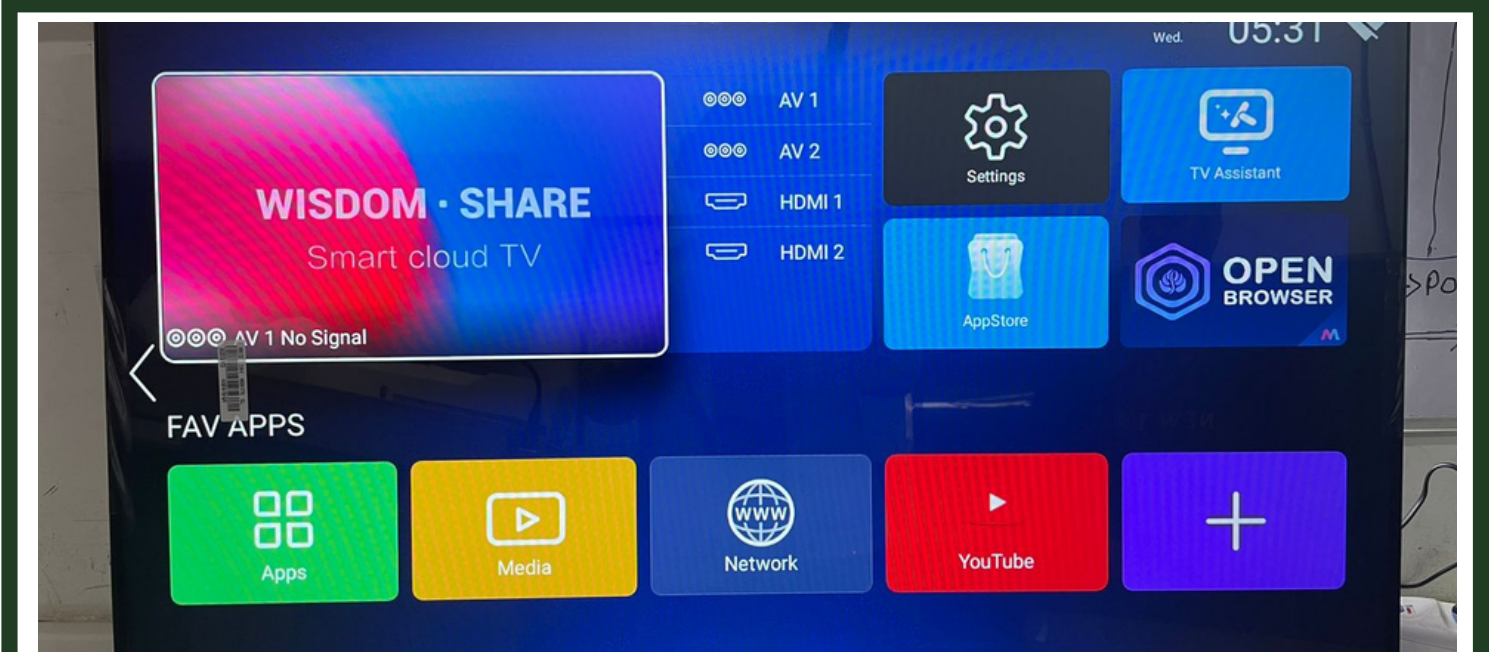 Wed. 05:31
WISDOM · SHARE
Smart cloud TV
AV 1 No Signal
AV 1
AV 2
HDMI 1
HDMI 2
Settings
TV Assistant
AppStore
OPEN
BROWSER
FAV APPS
Apps
Media
www
Network
YouTube